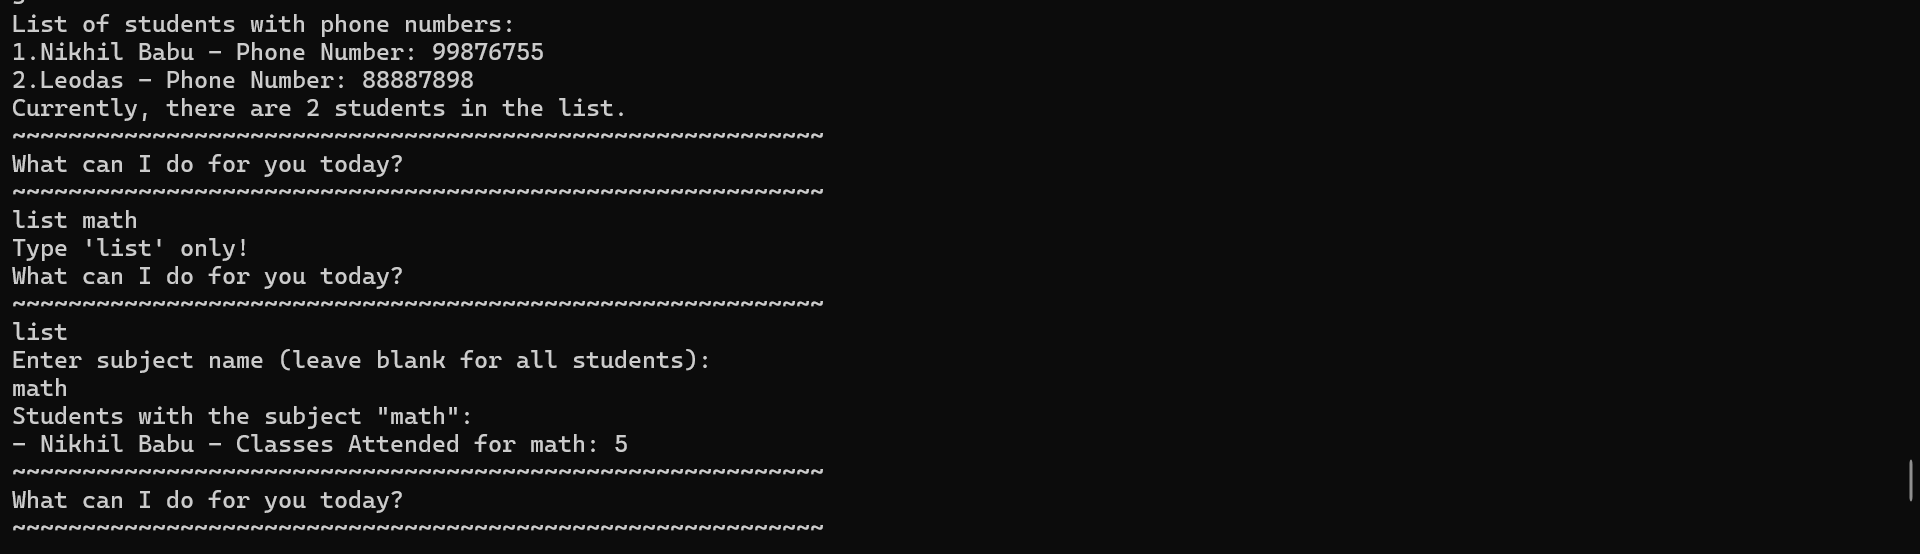 List of students with phone numbers:
1.Nikhil Babu - Phone Number: 99876755
2.Leodas - Phone Number: 88887898
Currently, there are 2 students in the list.
~~~~~~~~~~~~~~~~~~~~~~~~~~~~~~~~~~~~~~~~~~~~~~~~~~~~~~~~~~
What can I do for you today?
~~~~~~~~~~~~~~~~~~~~~~~~~~~~~~~~~~~~~~~~~~~~~~~~~~~~~~~~~~
list math
Type 'list' only!
What can I do for you today?
~~~~~~~~~~~~~~~~~~~~~~~~~~~~~~~~~~~~~~~~~~~~~~~~~~~~~~~~~~
list
Enter subject name (leave blank for all students):
math
Students with the subject "math":
- Nikhil Babu - Classes Attended for math: 5
~~~~~~~~~~~~~~~~~~~~~~~~~~~~~~~~~~~~~~~~~~~~~~~~~~~~~~~~~~
What can I do for you today?
~~~~~~~~~~~~~~~~~~~~~~~~~~~~~~~~~~~~~~~~~~~~~~~~~~~~~~~~~~